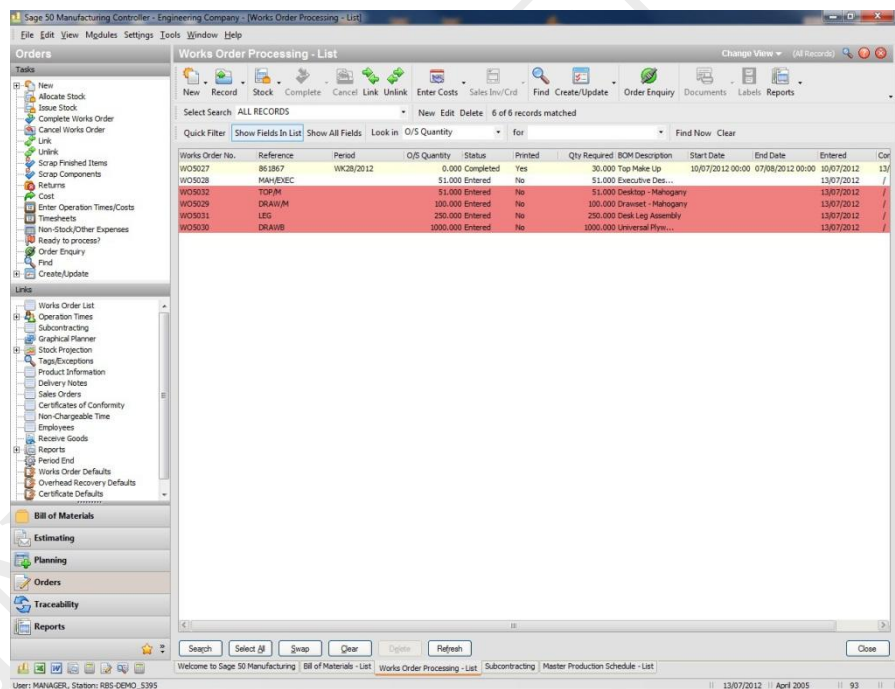 Sage 50 Manufacturing Controller - Engineering Company - [Works Order Processing - List]
File Edit View Modules Settings Tools Window Help
Orders
Works Order Processing - List
Change View (All Records)
Tasks
New
Allocate Stock
Issue Stock
Complete Works Order
Cancel Works Order
Link
Unlink
Scrap Finished Items
Scrap Components
Returns
Cost
Enter Operation Times/Costs
Timesheets
Non-Stock/Other Expenses
Ready to process?
Order Enquiry
Find
Create/Update
Links
Works Order List
Operation Times
Subcontracting
Graphical Planner
Stock Projection
Tags/Exceptions
Product Information
Delivery Notes
Sales Orders
Certificates of Conformity
Non-Chargeable Time
Employees
Receive Goods
Reports
Period End
Works Order Defaults
Overhead Recovery Defaults
Certificate Defaults
Bill of Materials
Estimating
Planning
Orders
Traceability
Reports
New Record Stock Complete Cancel Link Unlink Enter Costs Sales Inv/Crd Find Create/Update Order Enquiry Documents Labels Reports
Select Search ALL RECORDS New Edit Delete 6 of 6 records matched
Quick Filter Show Fields In List Show All Fields Look in O/S Quantity for Find Now Clear
Works Order No. Reference Period O/S Quantity Status Printed Qty Required BOM Description Start Date End Date Entered Cor
WO5027 861867 WK28/2012 0.000 Completed Yes 30.000 Top Make Up 10/07/2012 00:00 07/08/2012 00:00 10/07/2012 13/
WO5028 MAH/EXEC 51.000 Entered No 51.000 Executive Des... 13/07/2012 /
WO5032 TOP/M 51.000 Entered No 51.000 Desktop - Mahogany 13/07/2012 /
WO5029 DRAW/M 100.000 Entered No 100.000 Drawset - Mahogany 13/07/2012 /
WO5031 LEG 250.000 Entered No 250.000 Desk Leg Assembly 13/07/2012 /
WO5030 DRAWB 1000.000 Entered No 1000.000 Universal Plyw... 13/07/2012 /
Search Select All Swap Clear Delete Refresh Close
Welcome to Sage 50 Manufacturing Bill of Materials - List Works Order Processing - List Subcontracting Master Production Schedule - List
User: MANAGER, Station: RBS-DEMO_5395 13/07/2012 April 2005 93